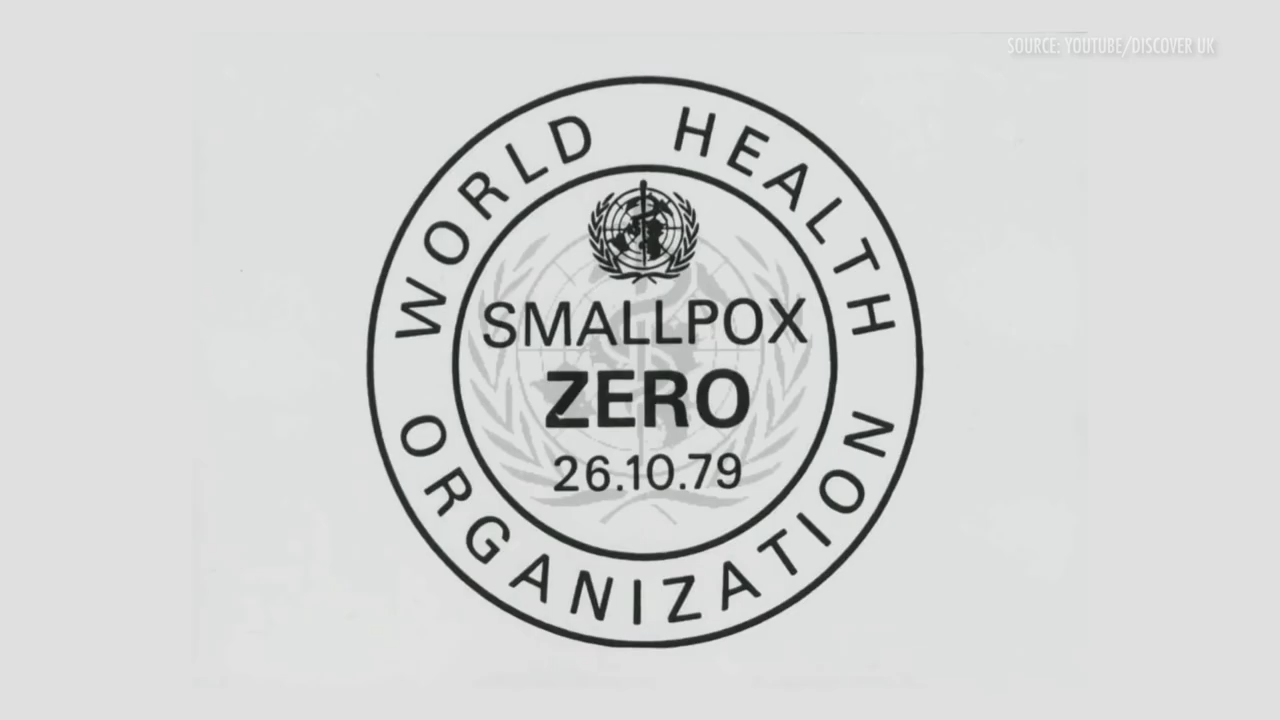 SOURCE: YOUTUBE/DISCOVER UK
WORLD HEALTH
SMALLPOX
ZERO
26.10.79
ORGANIZATION